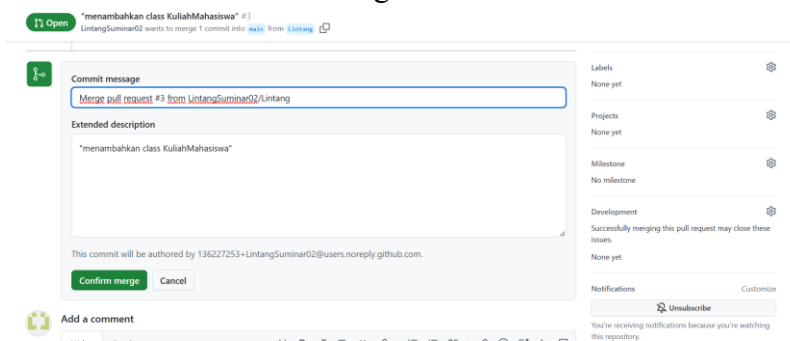 Open
"menambahkan class KuliahMahasiswa" #3
LintangSuminar02 wants to merge 1 commit into main from Lintang
Commit message
Merge pull request #3 from LintangSuminar02/Lintang
Extended description
"menambahkan class KuliahMahasiswa"
This commit will be authored by 136227253+LintangSuminar02@users.noreply.github.com.
Confirm merge
Cancel
Add a comment
Labels
None yet
Projects
None yet
Milestone
No milestone
Development
Successfully merging this pull request may close these
issues.
None yet
Notifications
Customize
Unsubscribe
You're receiving notifications because you're watching
this repository.